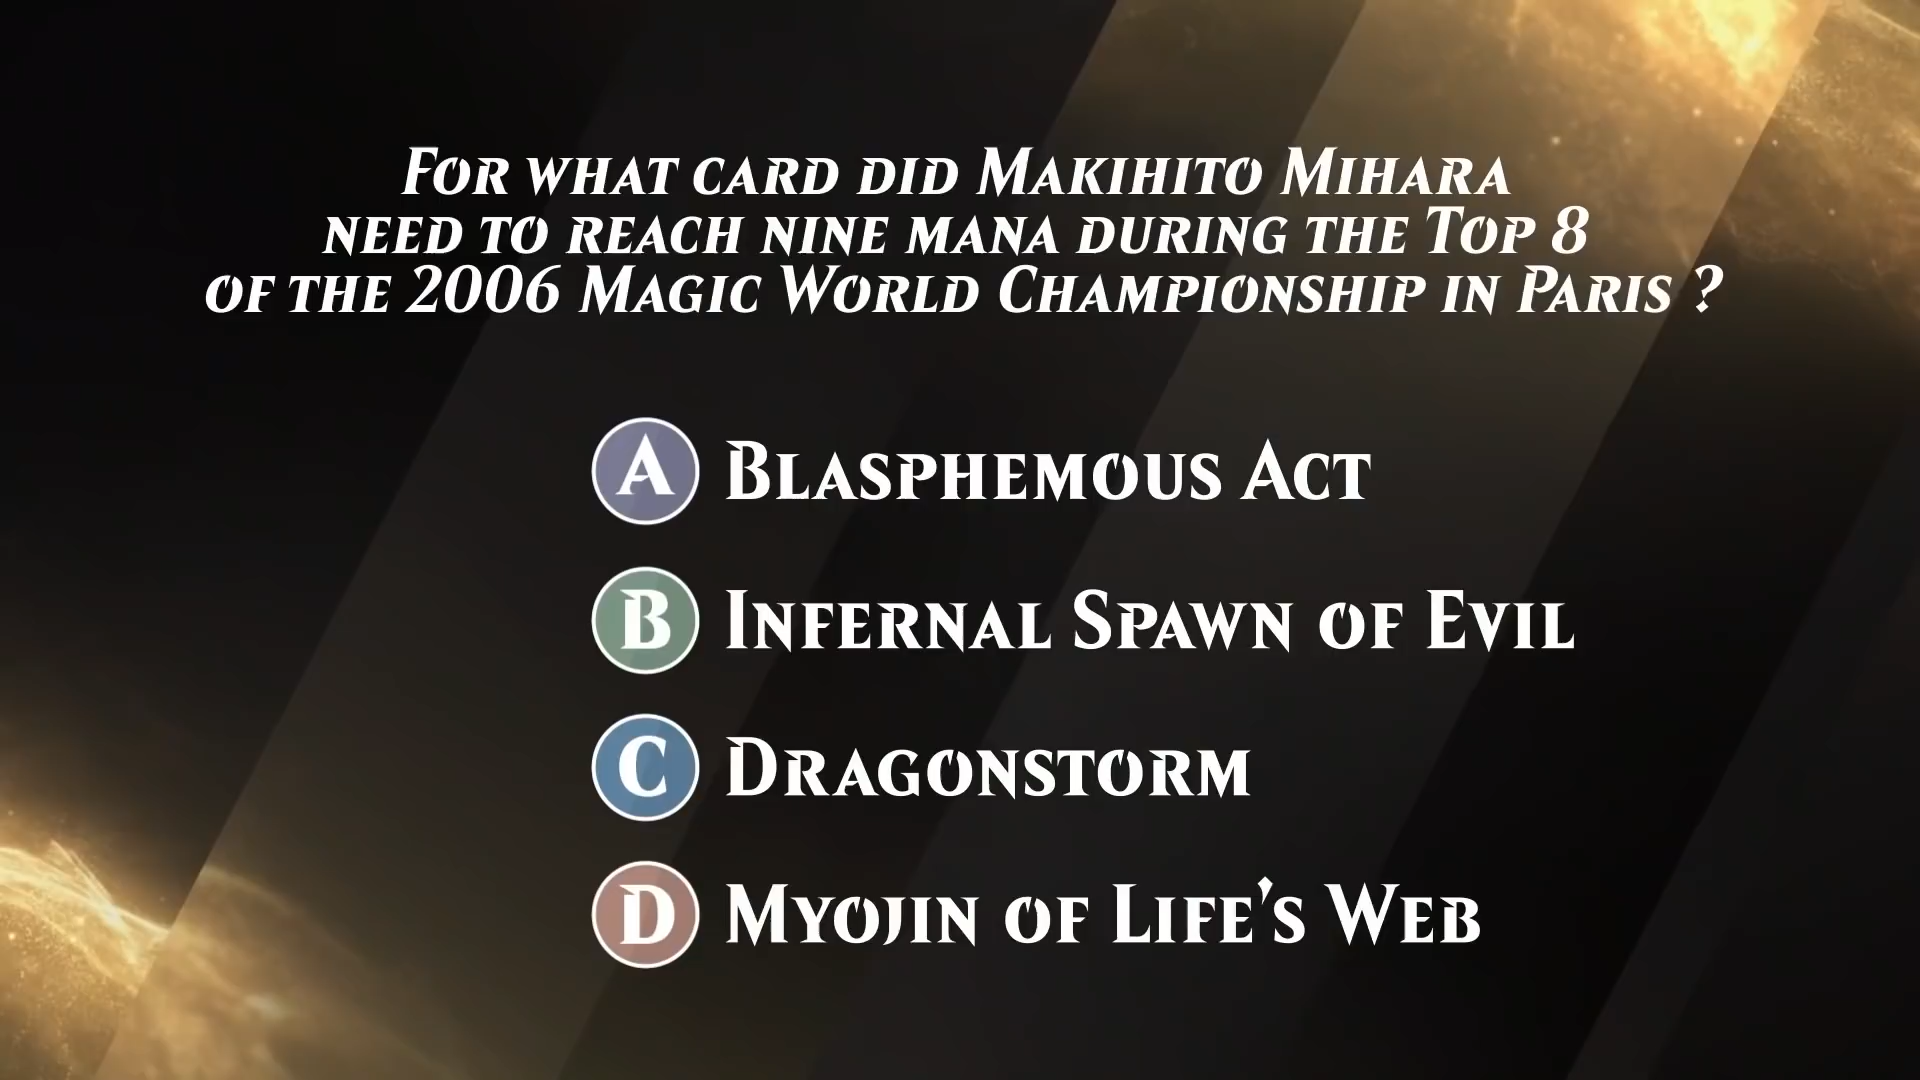 For what card did Makihito Mihara
need to reach nine mana during the Top 8
of the 2006 Magic World Championship in Paris ?
A Blasphemous Act
B Infernal Spawn of Evil
C Dragonstorm
D Myojin of Life's Web